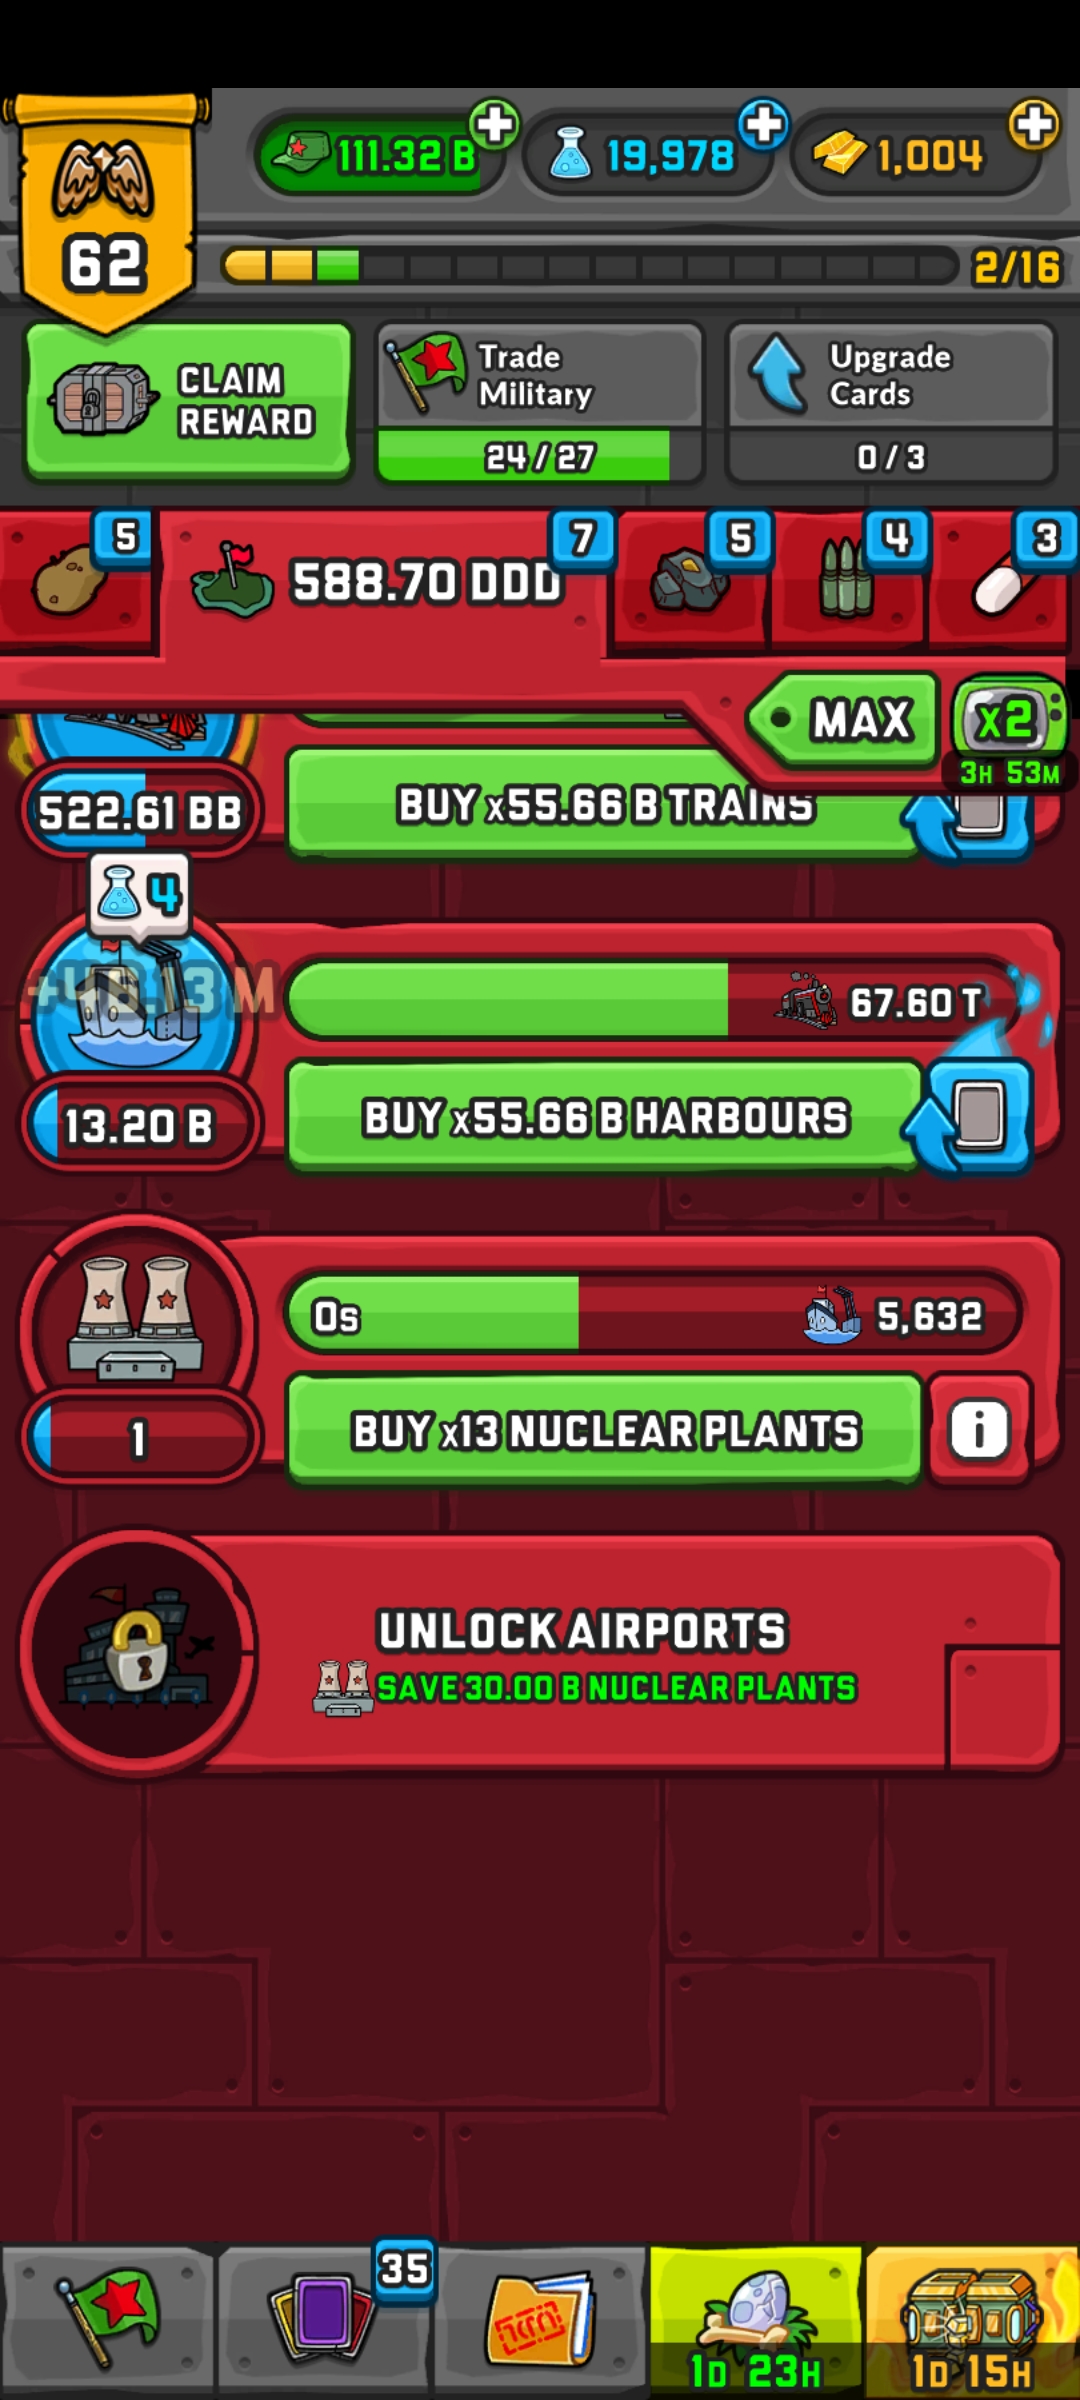 62
111.32 B
19,978
1,004
2/16
CLAIM
REWARD
Trade
Military
24 / 27
Upgrade
Cards
0 / 3
5
588.70 DDD
7
5
4
3
MAX
x2
3H 53M
522.61 BB
BUY x55.66 B TRAINS
4
67.60 T
13.20 B
BUY x55.66 B HARBOURS
0s
5,632
1
BUY x13 NUCLEAR PLANTS
i
UNLOCK AIRPORTS
SAVE 30.00 B NUCLEAR PLANTS
35
1D 23H
1D 15H